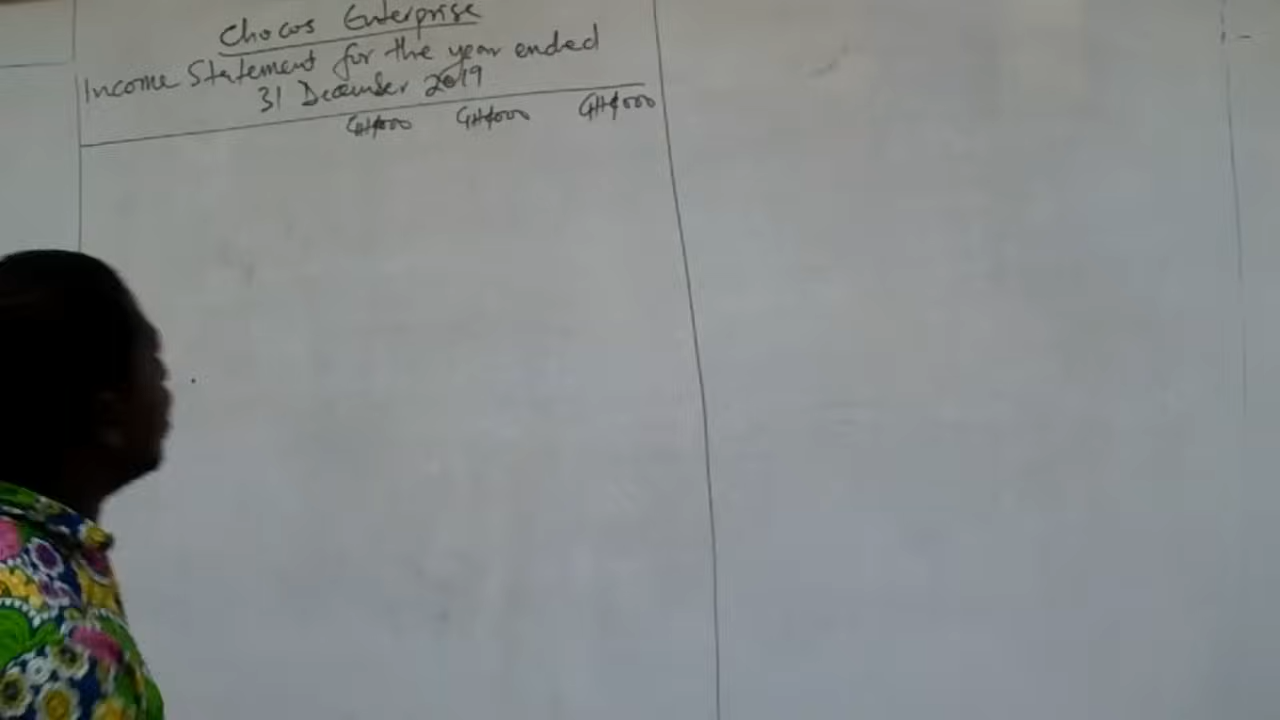 Chocos Enterprise
Income Statement for the year ended
31 December 2019
GH¢000 GH¢000 GH¢000